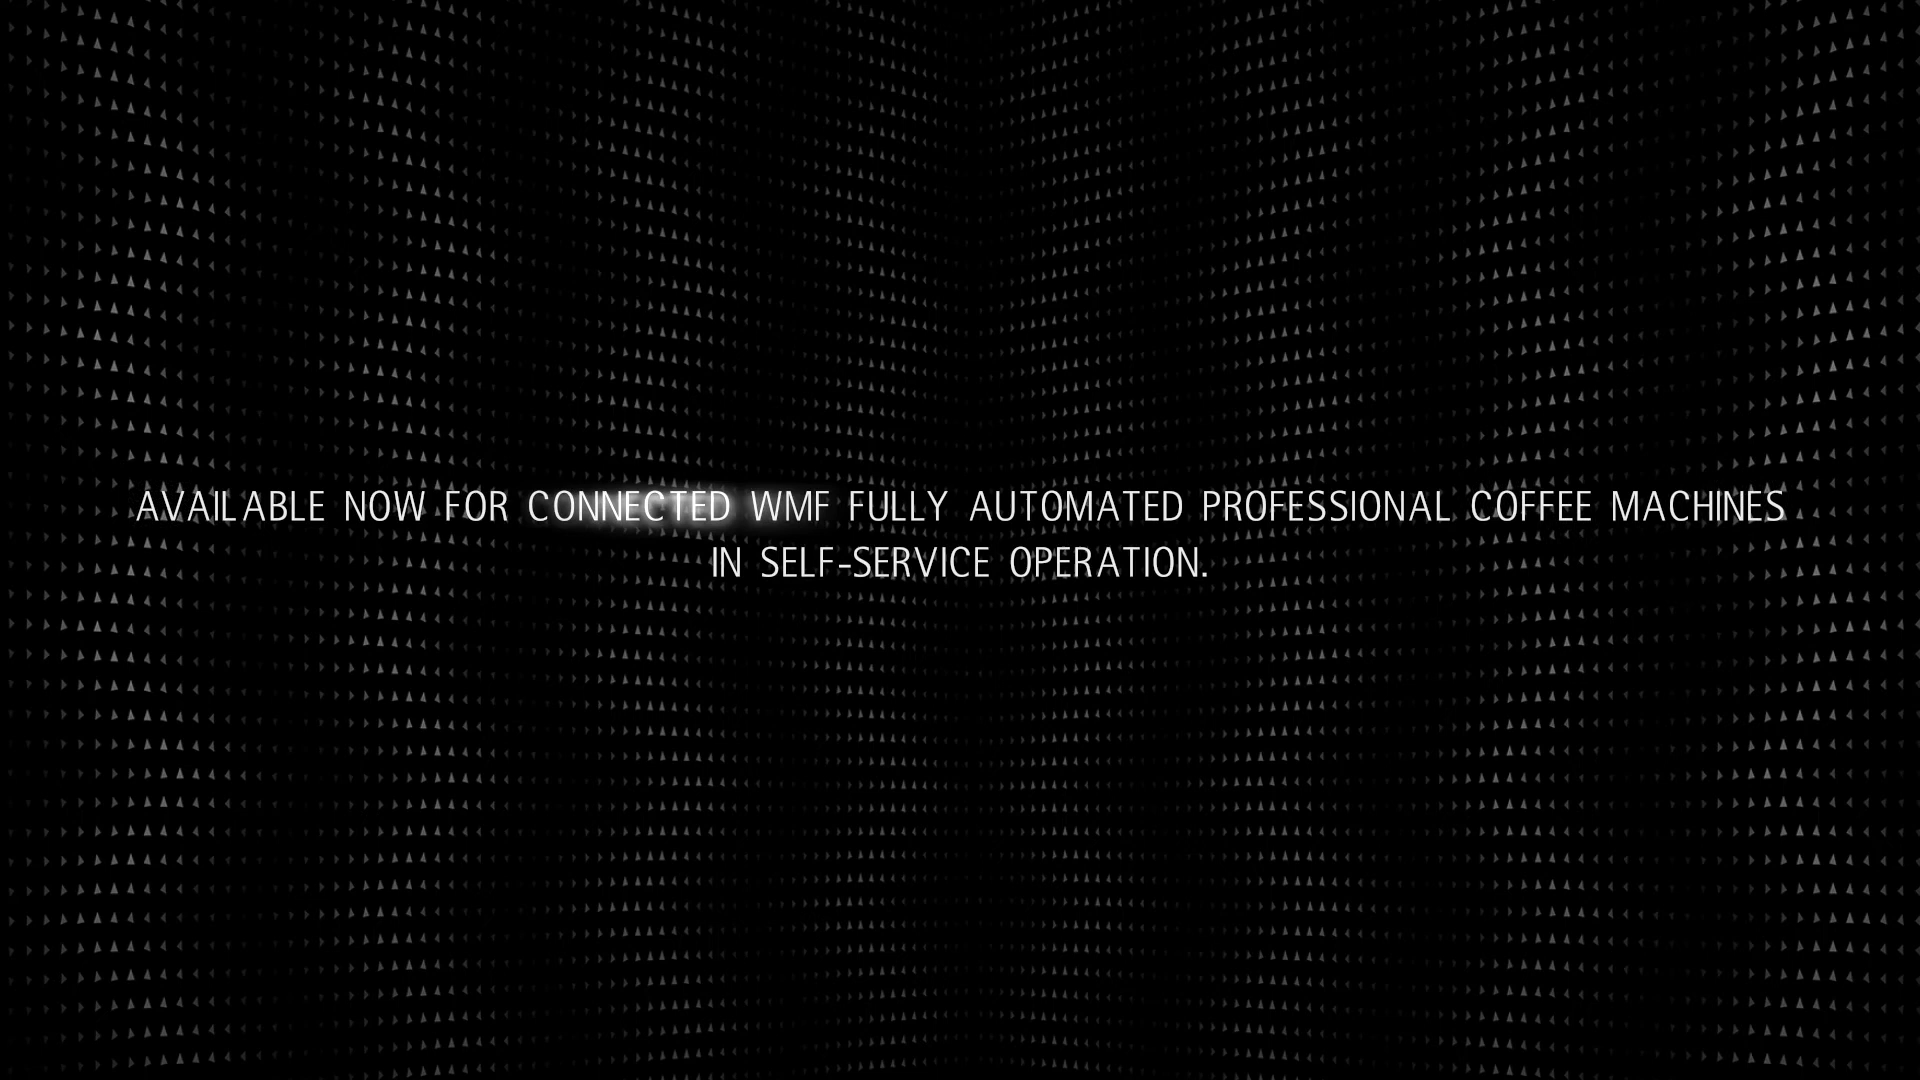 AVAILABLE NOW FOR CONNECTED WMF FULLY AUTOMATED PROFESSIONAL COFFEE MACHINES
IN SELF-SERVICE OPERATION.